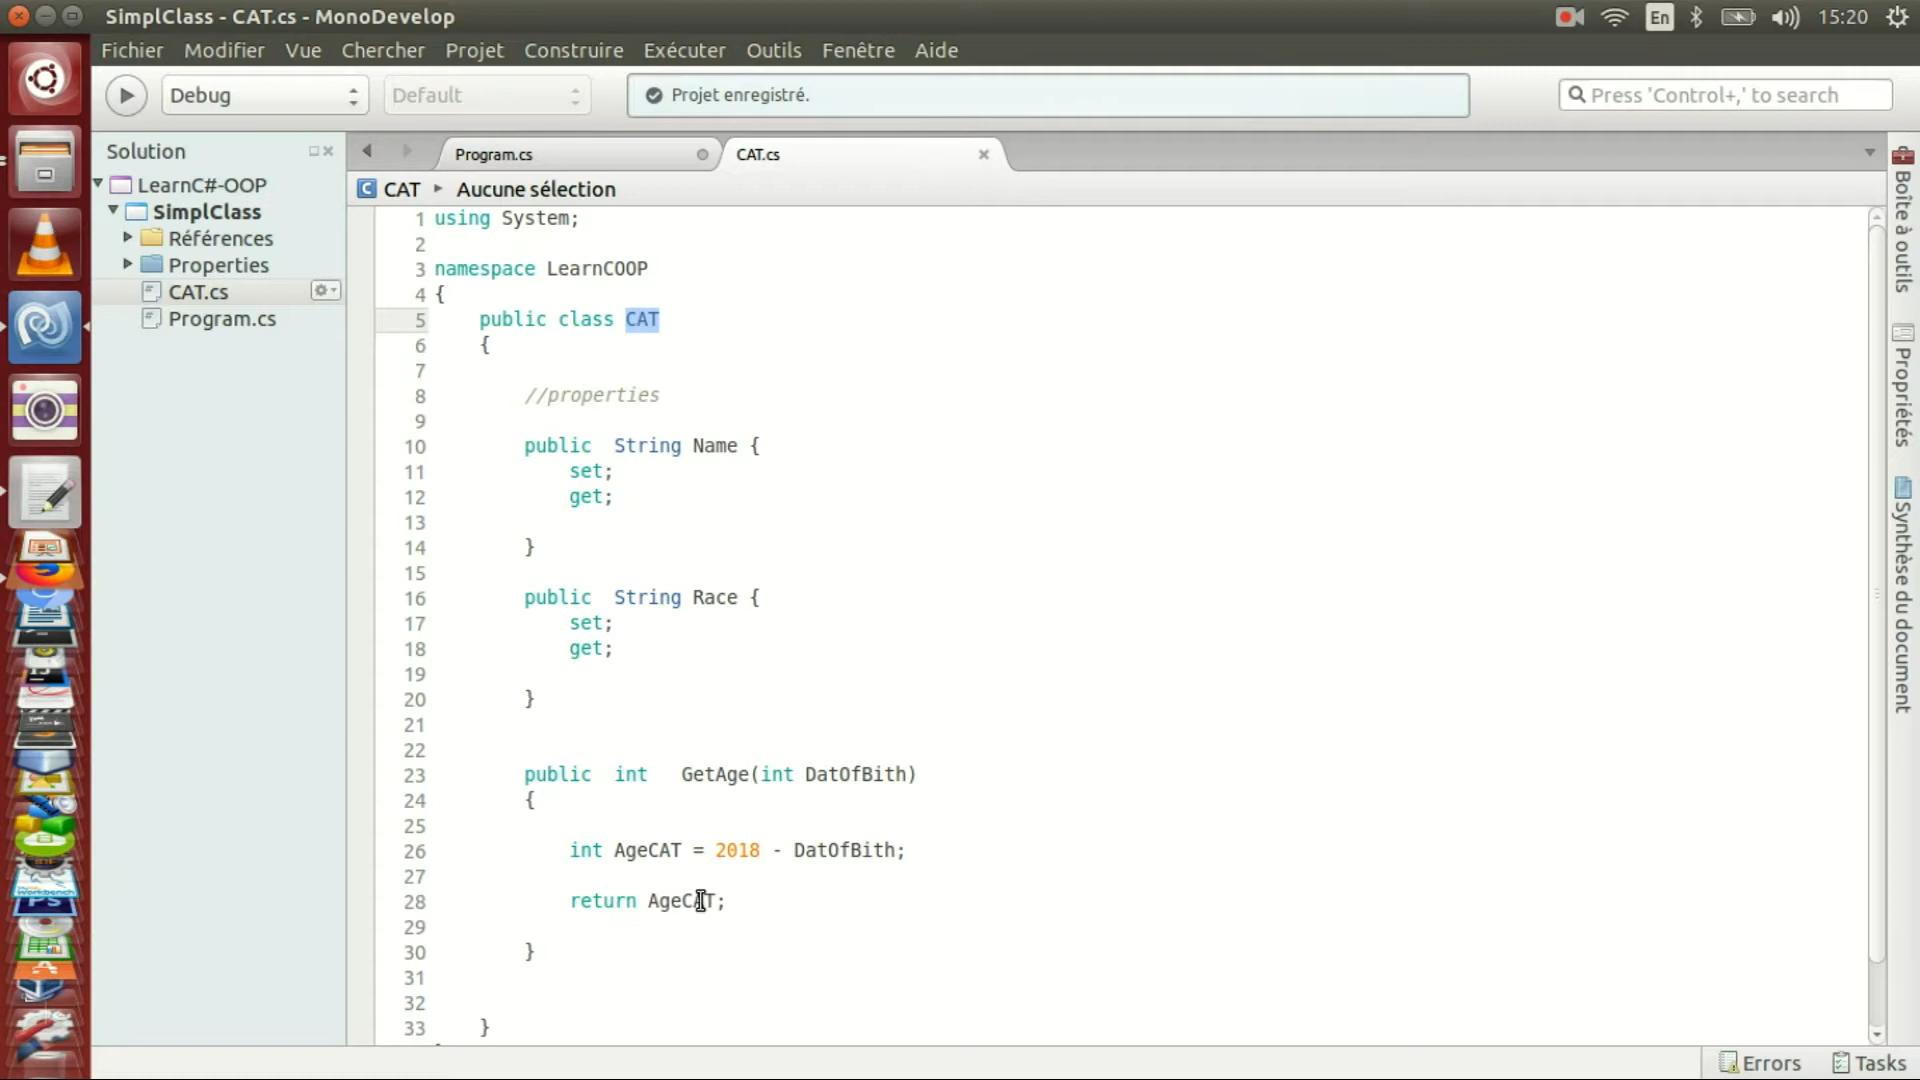 SimplClass - CAT.cs - MonoDevelop
En
15:20
Fichier Modifier Vue Chercher Projet Construire Exécuter Outils Fenêtre Aide
Debug
Default
Projet enregistré.
Press 'Control+,' to search
Solution
LearnC#-OOP
SimplClass
Références
Properties
CAT.cs
Program.cs
Program.cs
CAT.cs
CAT Aucune sélection
1 using System;
2
3 namespace LearnCOOP
4 {
5 public class CAT
6 {
7
8 //properties
9
10 public String Name {
11 set;
12 get;
13
14 }
15
16 public String Race {
17 set;
18 get;
19
20 }
21
22
23 public int GetAge(int DatOfBith)
24 {
25
26 int AgeCAT = 2018 - DatOfBith;
27
28 return AgeCAT;
29
30 }
31
32
33 }
Boîte à outils
Propriétés
Synthèse du document
Errors
Tasks